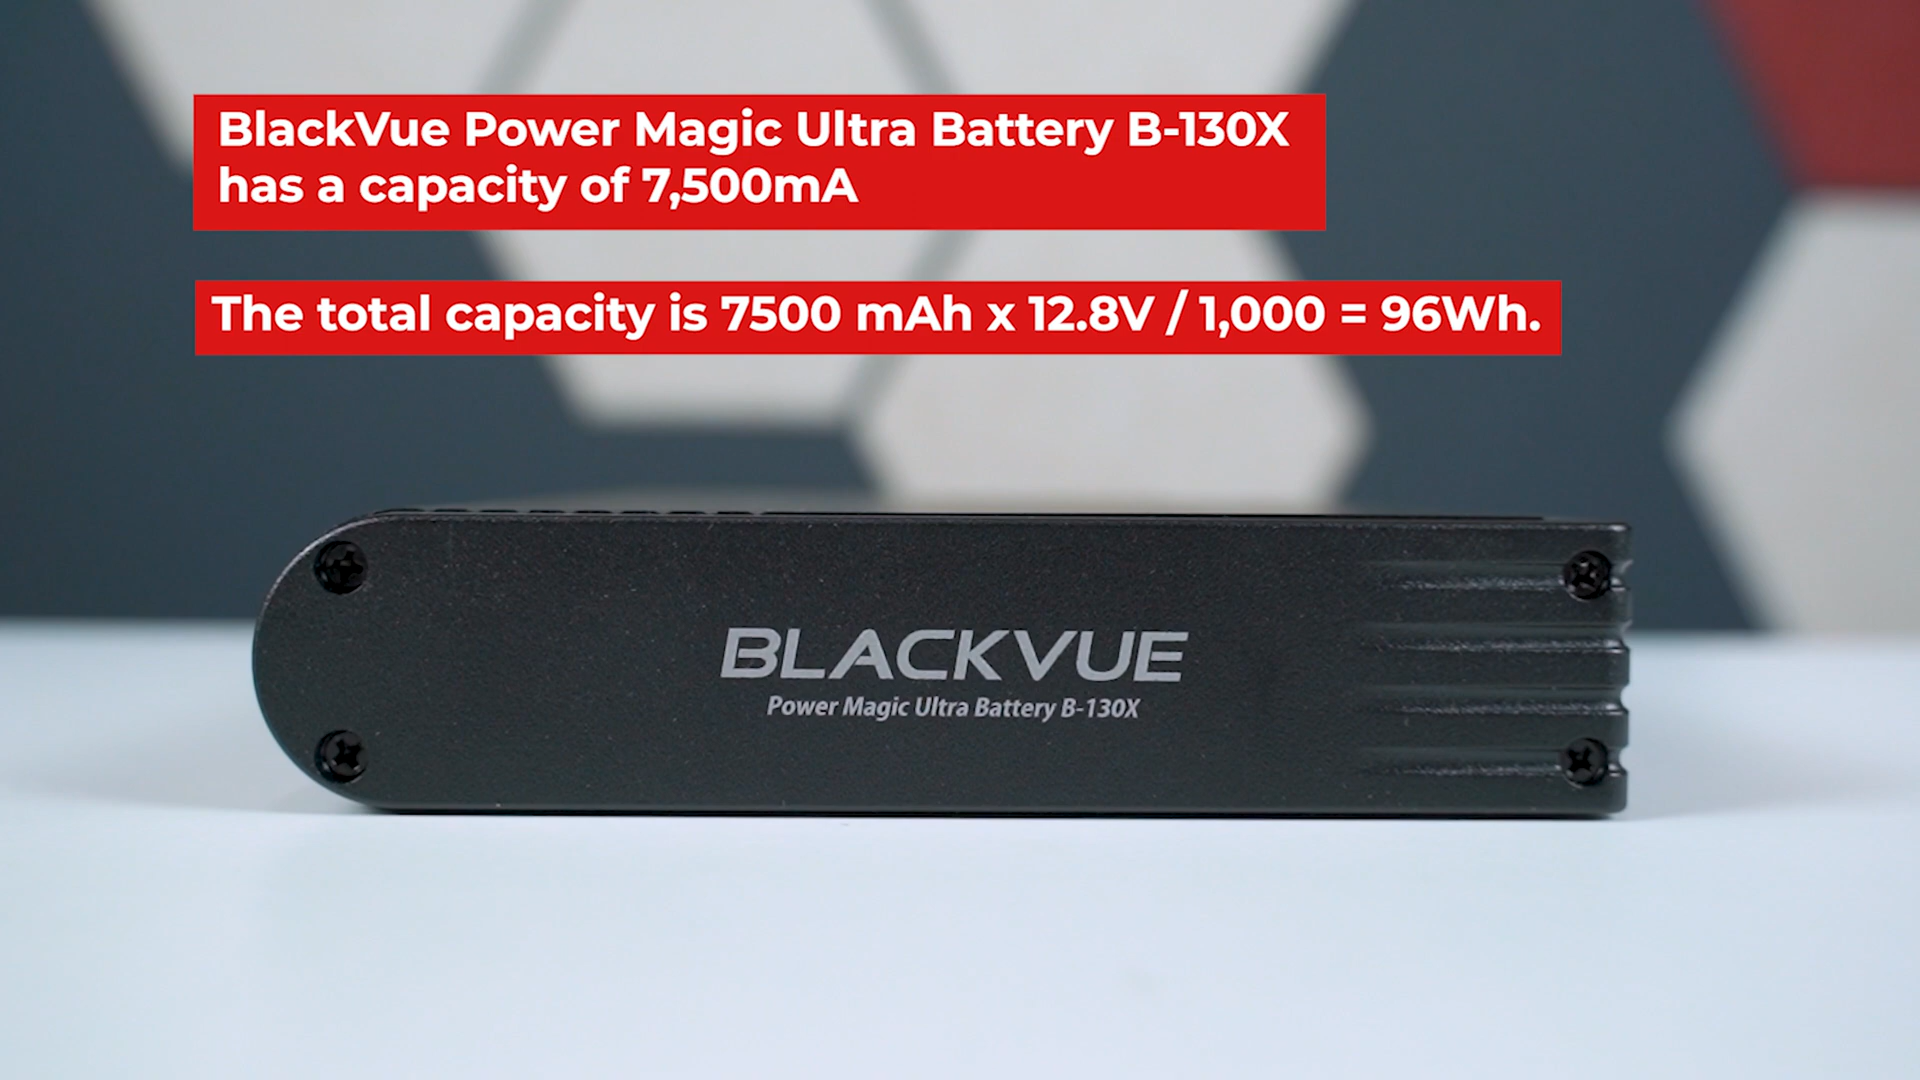 BlackVue Power Magic Ultra Battery B-130X
has a capacity of 7,500mA
The total capacity is 7500 mAh x 12.8V / 1,000 = 96Wh.
BLACKVUE
Power Magic Ultra Battery B-130X